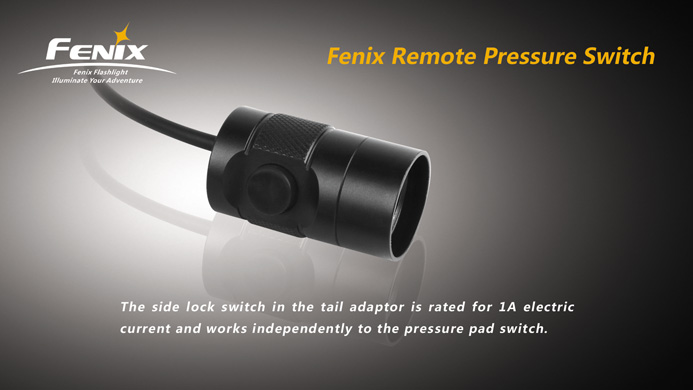 FENIX
Fenix Flashlight
Illuminate Your Adventure
Fenix Remote Pressure Switch
The side lock switch in the tail adaptor is rated for 1A electric
current and works independently to the pressure pad switch.